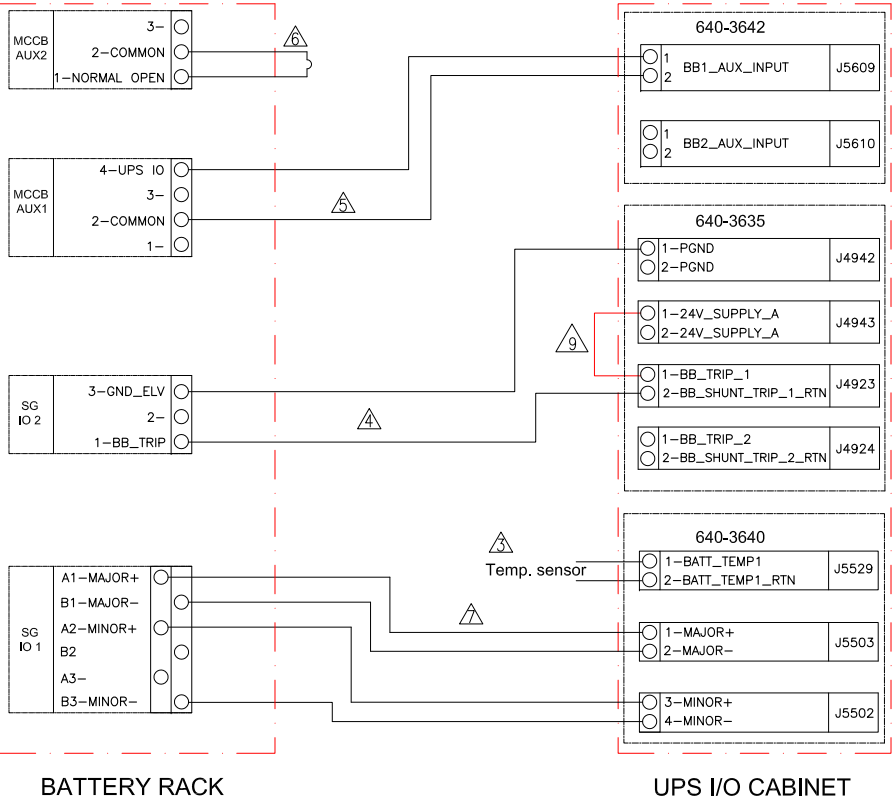 MCCB
AUX2
3-
2-COMMON
1-NORMAL OPEN
6
MCCB
AUX1
4-UPS IO
3-
2-COMMON
1-
5
SG
IO 2
3-GND_ELV
2-
1-BB_TRIP
4
SG
IO 1
A1-MAJOR+
B1-MAJOR-
A2-MINOR+
B2
A3-
B3-MINOR-
7
3
Temp. sensor
9
640-3642
1
2
BB1_AUX_INPUT
J5609
1
2
BB2_AUX_INPUT
J5610
640-3635
1-PGND
2-PGND
J4942
1-24V_SUPPLY_A
2-24V_SUPPLY_A
J4943
1-BB_TRIP_1
2-BB_SHUNT_TRIP_1_RTN
J4923
1-BB_TRIP_2
2-BB_SHUNT_TRIP_2_RTN
J4924
640-3640
1-BATT_TEMP1
2-BATT_TEMP1_RTN
J5529
1-MAJOR+
2-MAJOR-
J5503
3-MINOR+
4-MINOR-
J5502
BATTERY RACK
UPS I/O CABINET